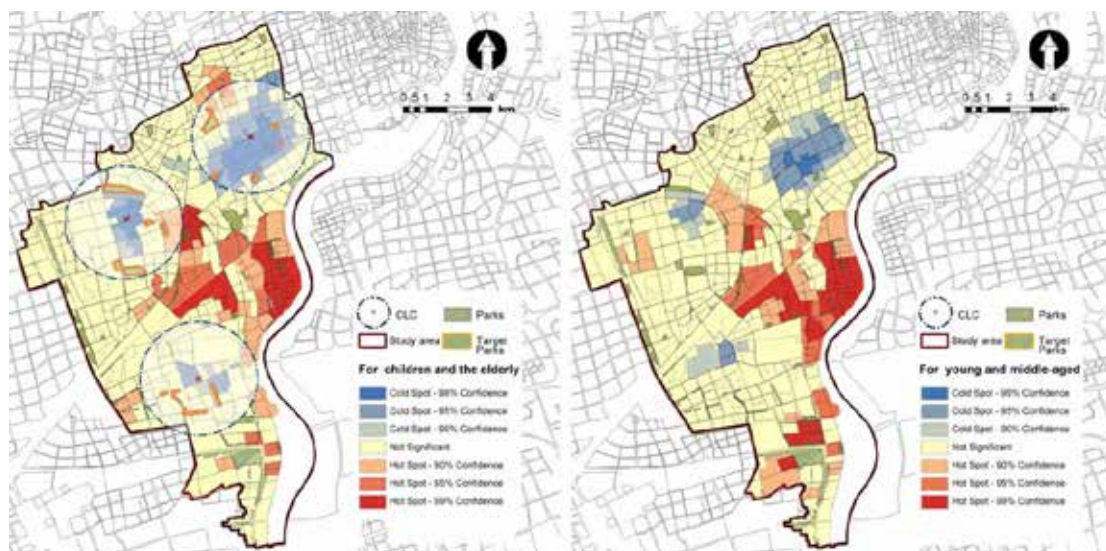 0 0.5 1 2 3 4
km
CLC
Parks
Study area
Target
Parks
For children and the elderly
Cold Spot - 99% Confidence
Cold Spot - 95% Confidence
Cold Spot - 90% Confidence
Not Significant
Hot Spot - 90% Confidence
Hot Spot - 95% Confidence
Hot Spot - 99% Confidence
0 0.5 1 2 3 4
km
CLC
Parks
Study area
Target
Parks
For young and middle-aged
Cold Spot - 99% Confidence
Cold Spot - 95% Confidence
Cold Spot - 90% Confidence
Not Significant
Hot Spot - 90% Confidence
Hot Spot - 95% Confidence
Hot Spot - 99% Confidence